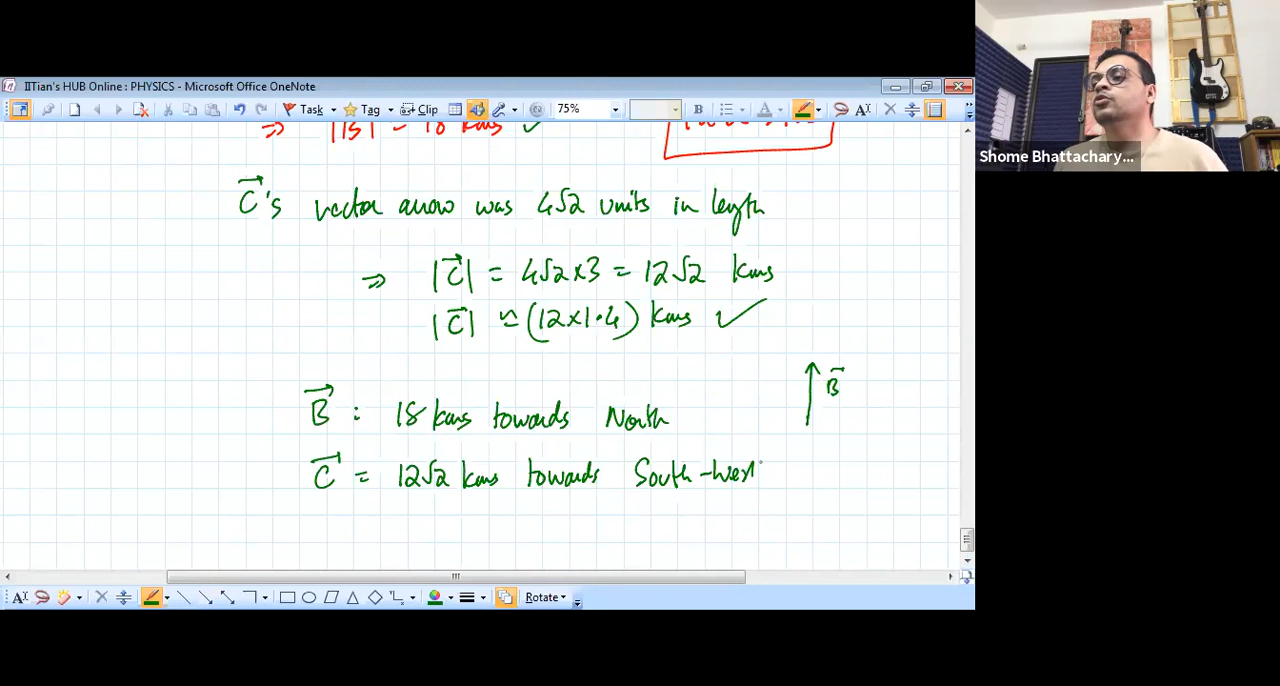 IITian's HUB Online : PHYSICS - Microsoft Office OneNote
Task Tag Clip 75% B A A
⇒ |B| = 18 kms ✓
C⃗'s vector arrow was 4√2 units in length
⇒ |C⃗| = 4√2×3 = 12√2 kms
|C⃗| ≃ (12×1.4) kms ✓
B⃗
B⃗ : 18 kms towards North
C⃗ = 12√2 kms towards South-West
Rotate
Shome Bhattachary...